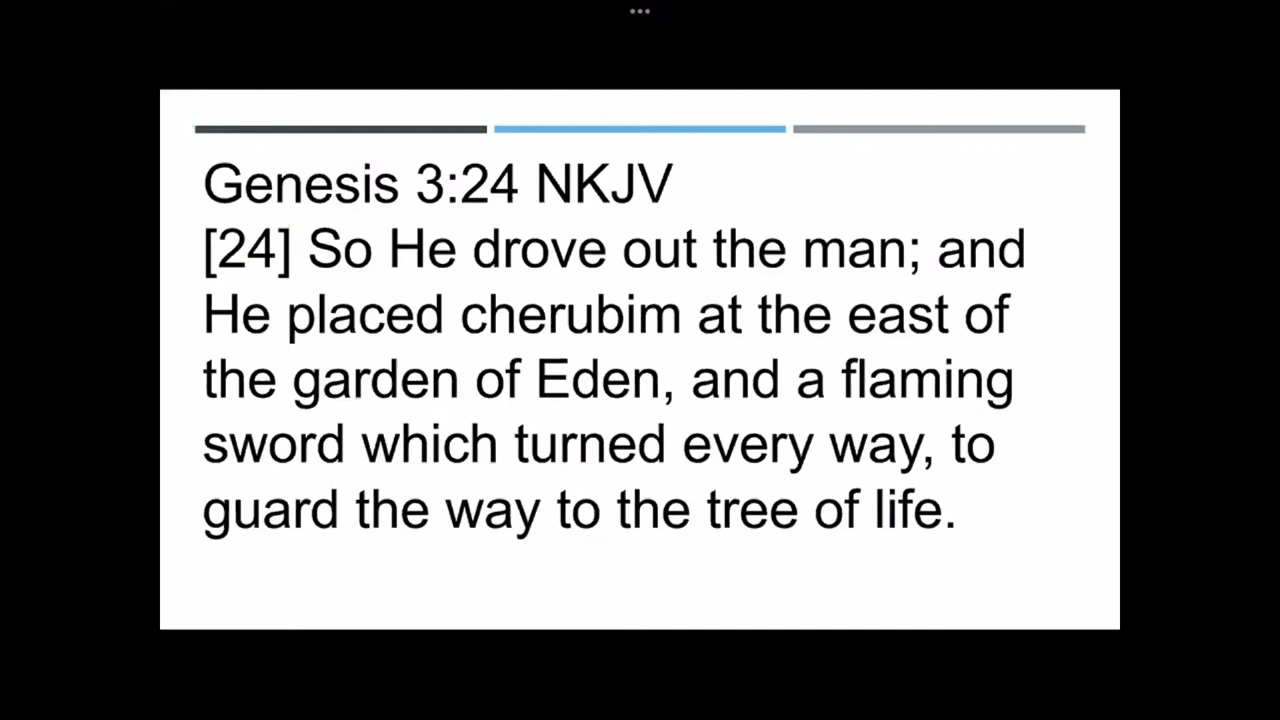 Genesis 3:24 NKJV
[24] So He drove out the man; and
He placed cherubim at the east of
the garden of Eden, and a flaming
sword which turned every way, to
guard the way to the tree of life.